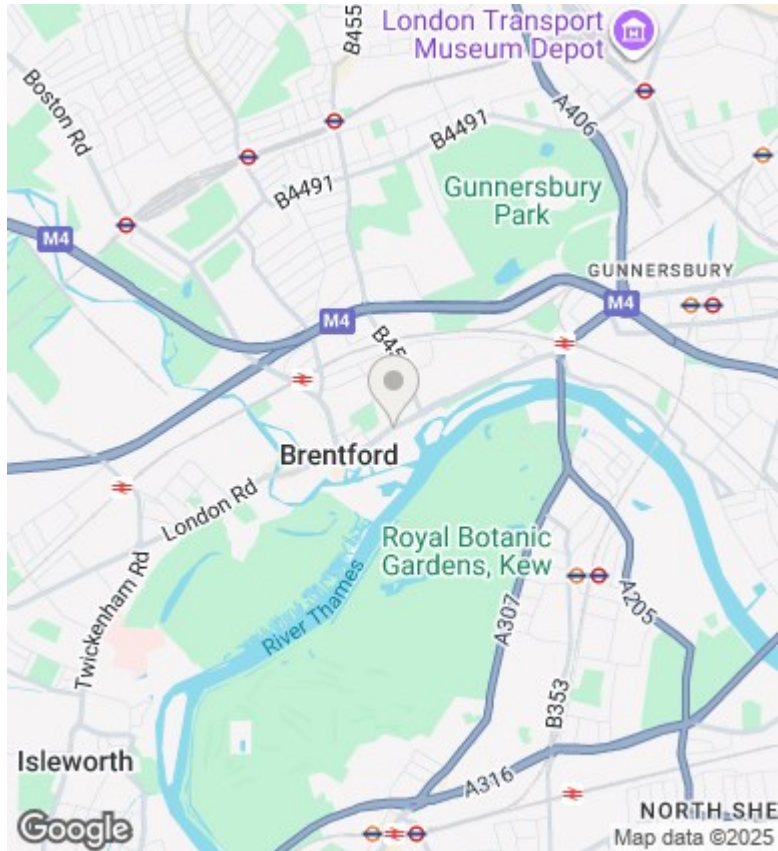 London Transport
Museum Depot
B455
Boston Rd
A406
B4491
B4491
Gunnersbury
Park
M4
GUNNERSBURY
M4
M4
B45
Brentford
London Rd
Royal Botanic
Gardens, Kew
River Thames
Twickenham Rd
A307
A205
B353
Isleworth
A316
NORTH SHE
Google
Map data ©2025